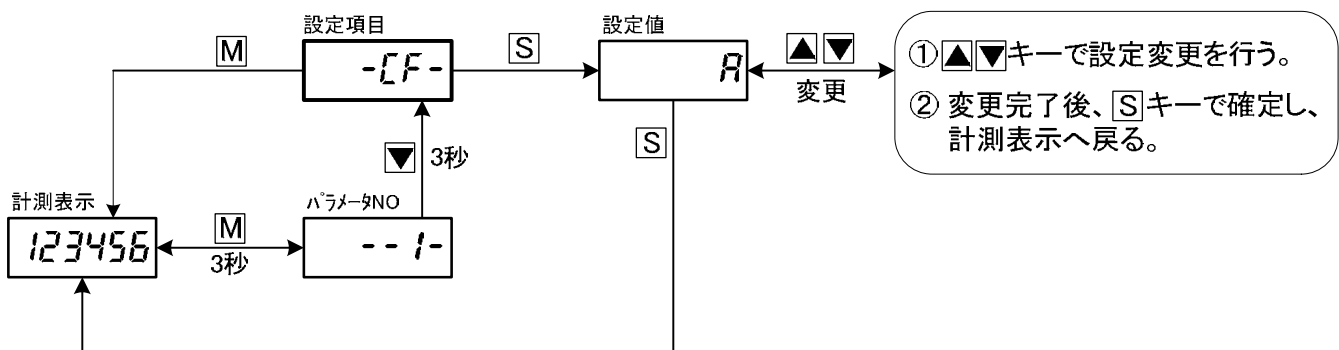 設定項目
-CF-
M
S
設定値
A
▲▼
変更
①▲▼キーで設定変更を行う。
② 変更完了後、Sキーで確定し、
計測表示へ戻る。
S
▼ 3秒
計測表示
123456
M
3秒
パラメータNO
--1-